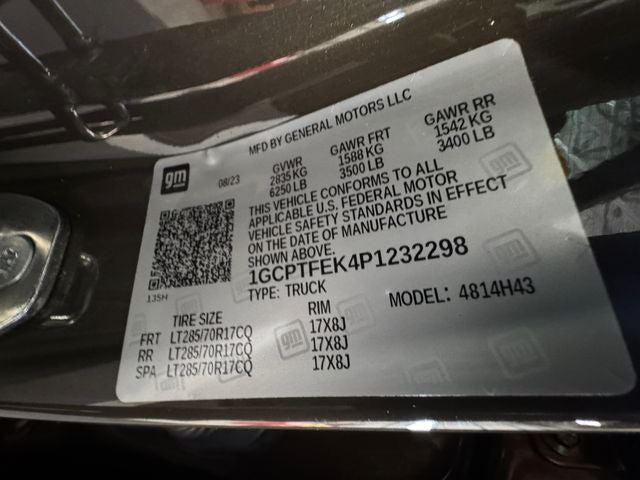 MFD BY GENERAL MOTORS LLC
gm
08/23
GVWR GAWR FRT GAWR RR
2835 KG 1588 KG 1542 KG
6250 LB 3500 LB 3400 LB
THIS VEHICLE CONFORMS TO ALL
APPLICABLE U.S. FEDERAL MOTOR
VEHICLE SAFETY STANDARDS IN EFFECT
ON THE DATE OF MANUFACTURE
SHOWN ABOVE.
1GCPTFEK4P1232298
135H
TYPE: TRUCK MODEL: 4814H43
TIRE SIZE RIM
FRT LT285/70R17CQ 17X8J
RR LT285/70R17CQ 17X8J
SPA LT285/70R17CQ 17X8J